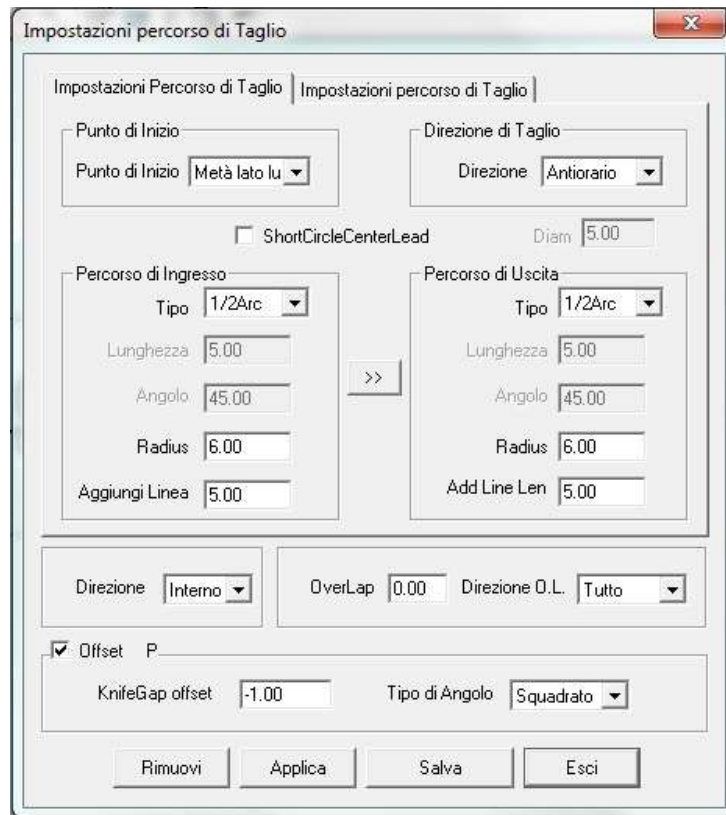 Impostazioni percorso di Taglio
Impostazioni Percorso di Taglio Impostazioni percorso di Taglio
Punto di Inizio Direzione di Taglio
Punto di Inizio Metà lato lu Direzione Antiorario
ShortCircleCenterLead Diam 5.00
Percorso di Ingresso Percorso di Uscita
Tipo 1/2Arc Tipo 1/2Arc
Lunghezza 5.00 Lunghezza 5.00
>>
Angolo 45.00 Angolo 45.00
Radius 6.00 Radius 6.00
Aggiungi Linea 5.00 Add Line Len 5.00
Direzione Interno OverLap 0.00 Direzione O.L. Tutto
Offset P
KnifeGap offset -1.00 Tipo di Angolo Squadrato
Rimuovi Applica Salva Esci